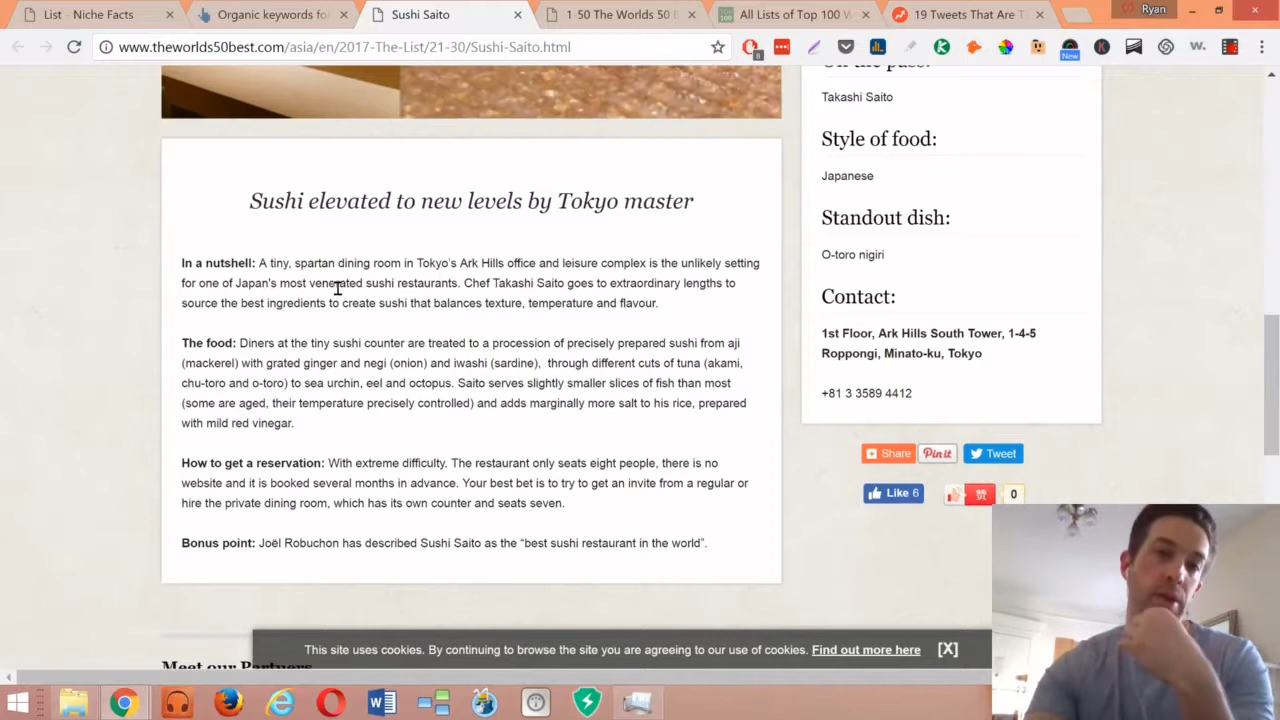 List - Niche Facts
Organic keywords fo
Sushi Saito
1-50 The Worlds 50 B
All Lists of Top 100 W
19 Tweets That Are T
Ryan
www.theworlds50best.com/asia/en/2017-The-List/21-30/Sushi-Saito.html
8
New
w.
On the pass:
Takashi Saito
Style of food:
Japanese
Standout dish:
O-toro nigiri
Contact:
1st Floor, Ark Hills South Tower, 1-4-5
Roppongi, Minato-ku, Tokyo
+81 3 3589 4412
Share
Pin it
Tweet
Like 6
0
Sushi elevated to new levels by Tokyo master
In a nutshell: A tiny, spartan dining room in Tokyo's Ark Hills office and leisure complex is the unlikely setting
for one of Japan's most venerated sushi restaurants. Chef Takashi Saito goes to extraordinary lengths to
source the best ingredients to create sushi that balances texture, temperature and flavour.
The food: Diners at the tiny sushi counter are treated to a procession of precisely prepared sushi from aji
(mackerel) with grated ginger and negi (onion) and iwashi (sardine), through different cuts of tuna (akami,
chu-toro and o-toro) to sea urchin, eel and octopus. Saito serves slightly smaller slices of fish than most
(some are aged, their temperature precisely controlled) and adds marginally more salt to his rice, prepared
with mild red vinegar.
How to get a reservation: With extreme difficulty. The restaurant only seats eight people, there is no
website and it is booked several months in advance. Your best bet is to try to get an invite from a regular or
hire the private dining room, which has its own counter and seats seven.
Bonus point: Joël Robuchon has described Sushi Saito as the “best sushi restaurant in the world”.
This site uses cookies. By continuing to browse the site you are agreeing to our use of cookies. Find out more here [X]
Meet our Partners